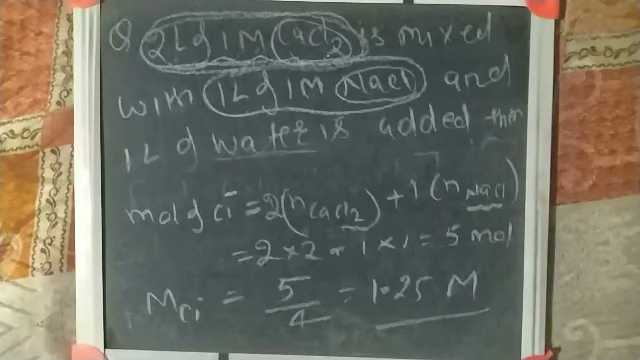 Q 2L of 1M CaCl2 is mixed
with 1L of 1M NaCl and
1L of water is added then
mol of Cl- = 2(nCaCl2) + 1(nNaCl)
= 2×2 + 1×1 = 5 mol
MCl- = 5/4 = 1.25 M